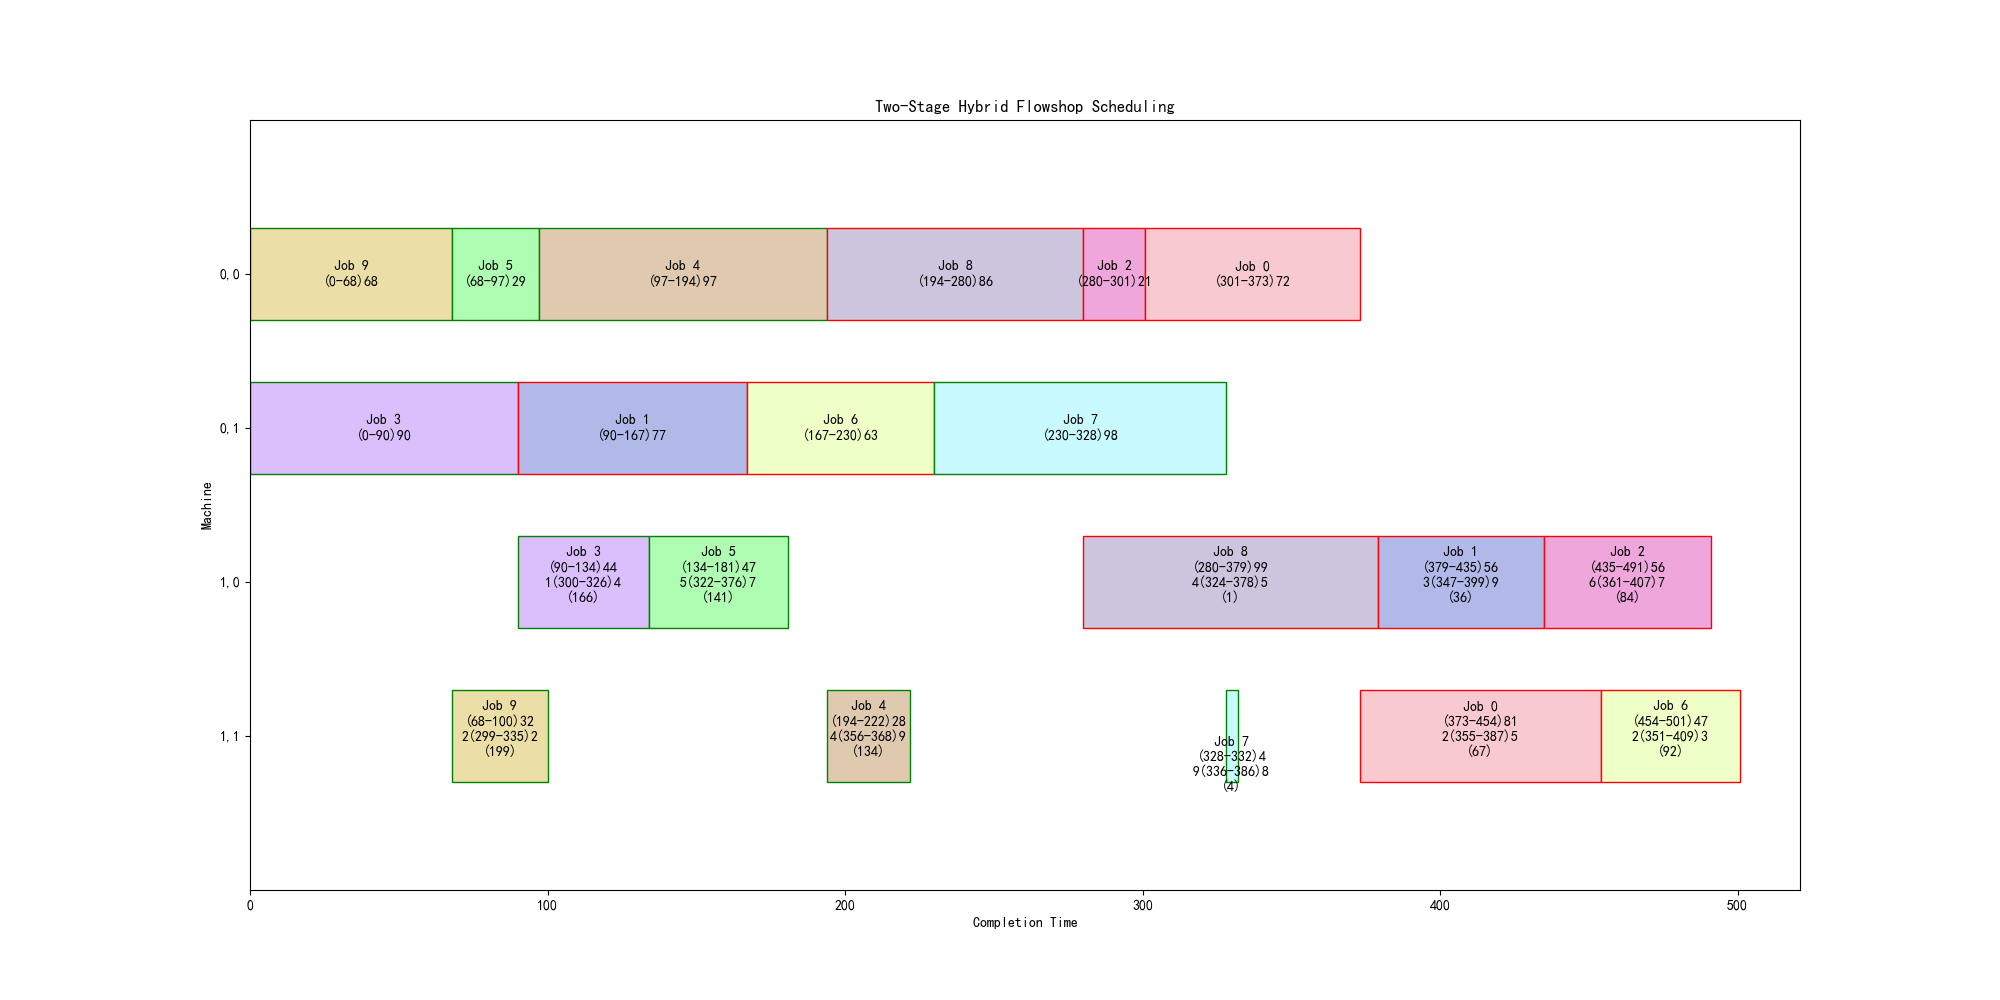 Two-Stage Hybrid Flowshop Scheduling
Machine
0,0
Job 9
(0-68)68
Job 5
(68-97)29
Job 4
(97-194)97
Job 8
(194-280)86
Job 2
(280-301)21
Job 0
(301-373)72
0,1
Job 3
(0-90)90
Job 1
(90-167)77
Job 6
(167-230)63
Job 7
(230-328)98
1,0
Job 3
(90-134)44
1(300-326)4
(166)
Job 5
(134-181)47
5(322-376)7
(141)
Job 8
(280-379)99
4(324-378)5
(1)
Job 1
(379-435)56
3(347-399)9
(36)
Job 2
(435-491)56
6(361-407)7
(84)
1,1
Job 9
(68-100)32
2(299-335)2
(199)
Job 4
(194-222)28
4(356-368)9
(134)
Job 7
(328-332)4
9(336-386)8
(4)
Job 0
(373-454)81
2(355-387)5
(67)
Job 6
(454-501)47
2(351-409)3
(92)
0
100
200
300
400
500
Completion Time